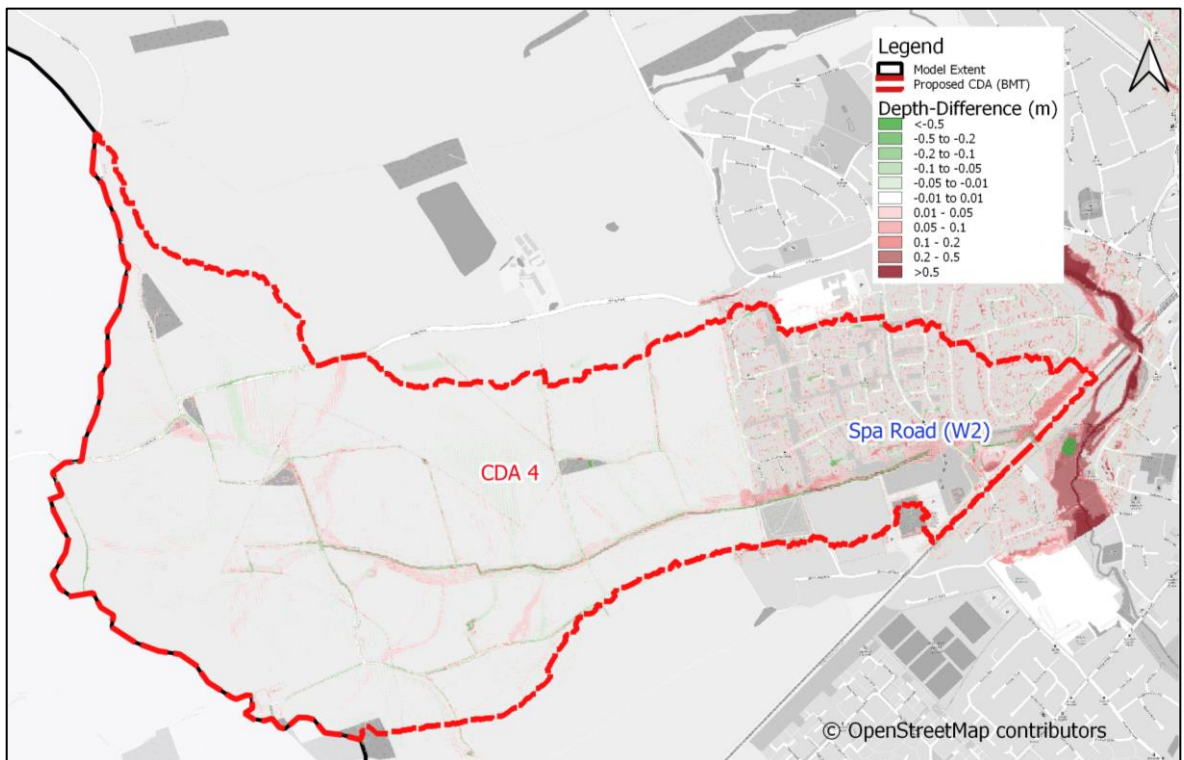 Legend
Model Extent
Proposed CDA (BMT)
Depth-Difference (m)
<-0.5
-0.5 to -0.2
-0.2 to -0.1
-0.1 to -0.05
-0.05 to -0.01
-0.01 to 0.01
0.01 - 0.05
0.05 - 0.1
0.1 - 0.2
0.2 - 0.5
>0.5
Spa Road (W2)
CDA 4
© OpenStreetMap contributors